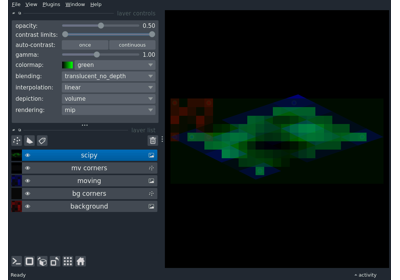 File View Plugins Window Help
layer controls
opacity: 0.50
contrast limits:
auto-contrast: once continuous
gamma: 1.00
colormap: green
blending: translucent_no_depth
interpolation: linear
depiction: volume
rendering: mip
layer list
scipy
mv corners
moving
bg corners
background
Ready
activity